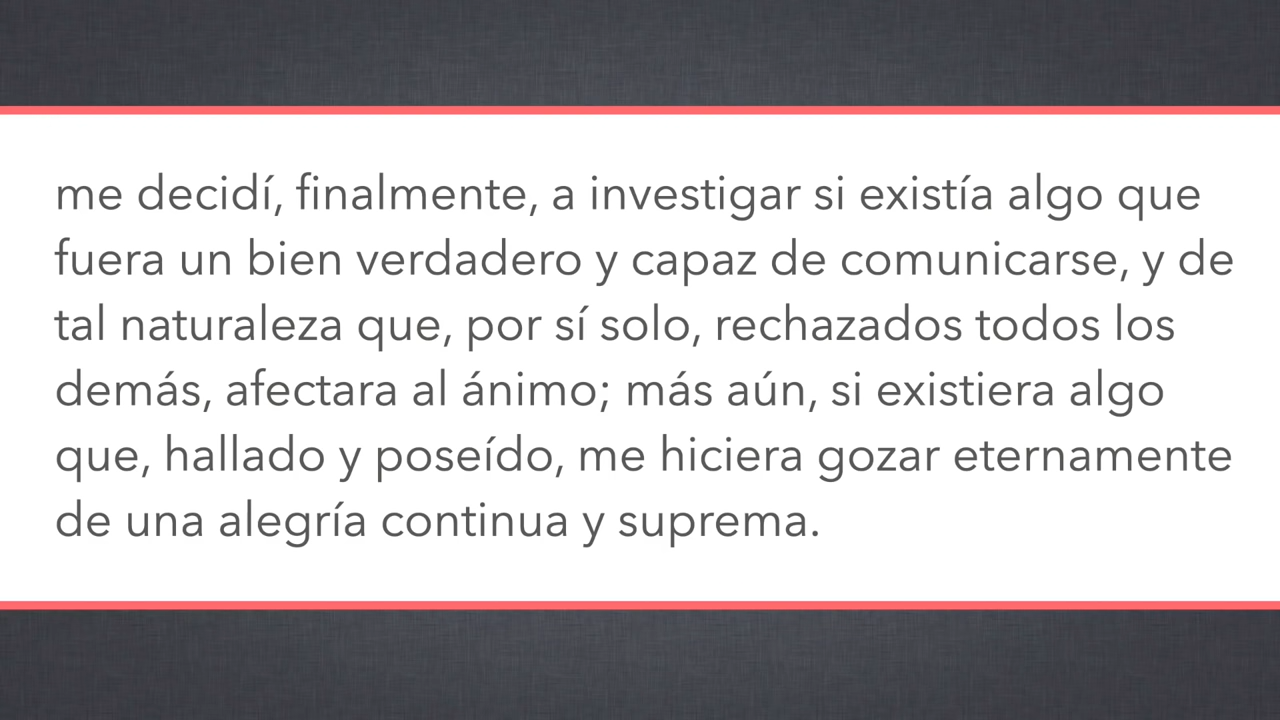 me decidí, finalmente, a investigar si existía algo que
fuera un bien verdadero y capaz de comunicarse, y de
tal naturaleza que, por sí solo, rechazados todos los
demás, afectara al ánimo; más aún, si existiera algo
que, hallado y poseído, me hiciera gozar eternamente
de una alegría continua y suprema.